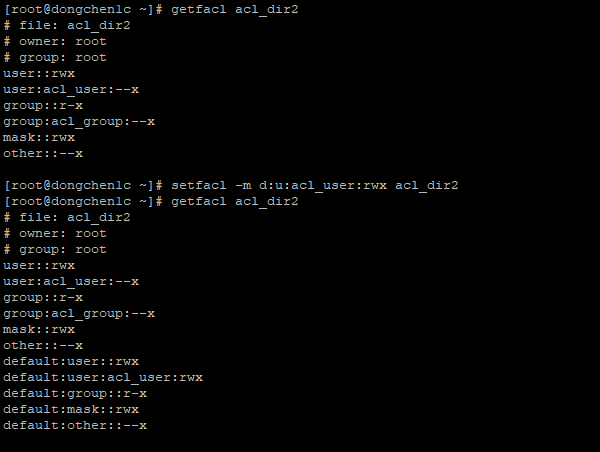 [root@dongchen1c ~]# getfacl acl_dir2
# file: acl_dir2
# owner: root
# group: root
user::rwx
user:acl_user:--x
group::r-x
group:acl_group:--x
mask::rwx
other::--x
[root@dongchen1c ~]# setfacl -m d:u:acl_user:rwx acl_dir2
[root@dongchen1c ~]# getfacl acl_dir2
# file: acl_dir2
# owner: root
# group: root
user::rwx
user:acl_user:--x
group::r-x
group:acl_group:--x
mask::rwx
other::--x
default:user::rwx
default:user:acl_user:rwx
default:group::r-x
default:mask::rwx
default:other::--x